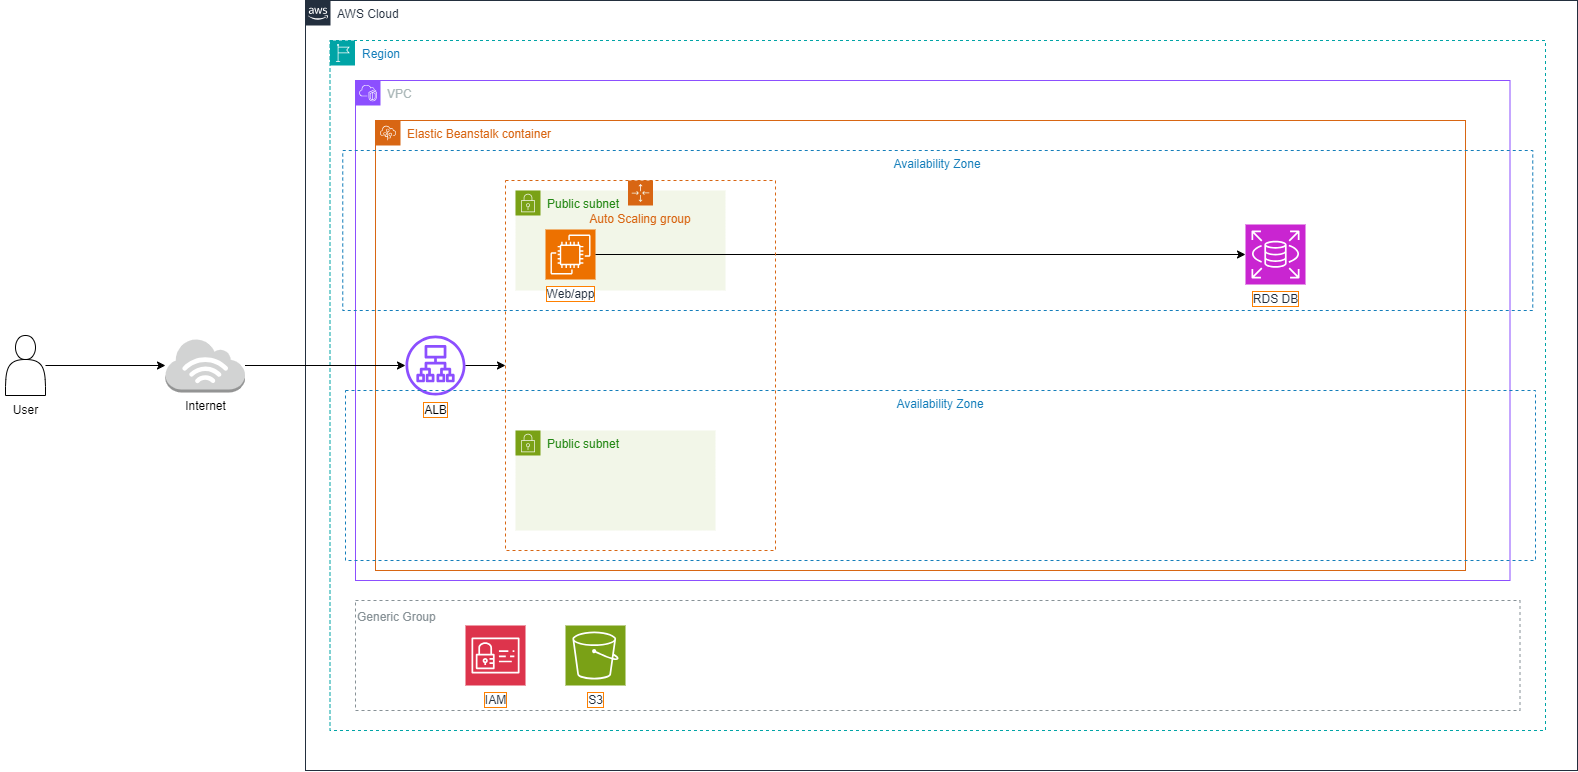 aws
AWS Cloud
Region
VPC
Elastic Beanstalk container
Availability Zone
Public subnet
Auto Scaling group
Web/app
RDS DB
User
Internet
ALB
Availability Zone
Public subnet
Generic Group
IAM
S3